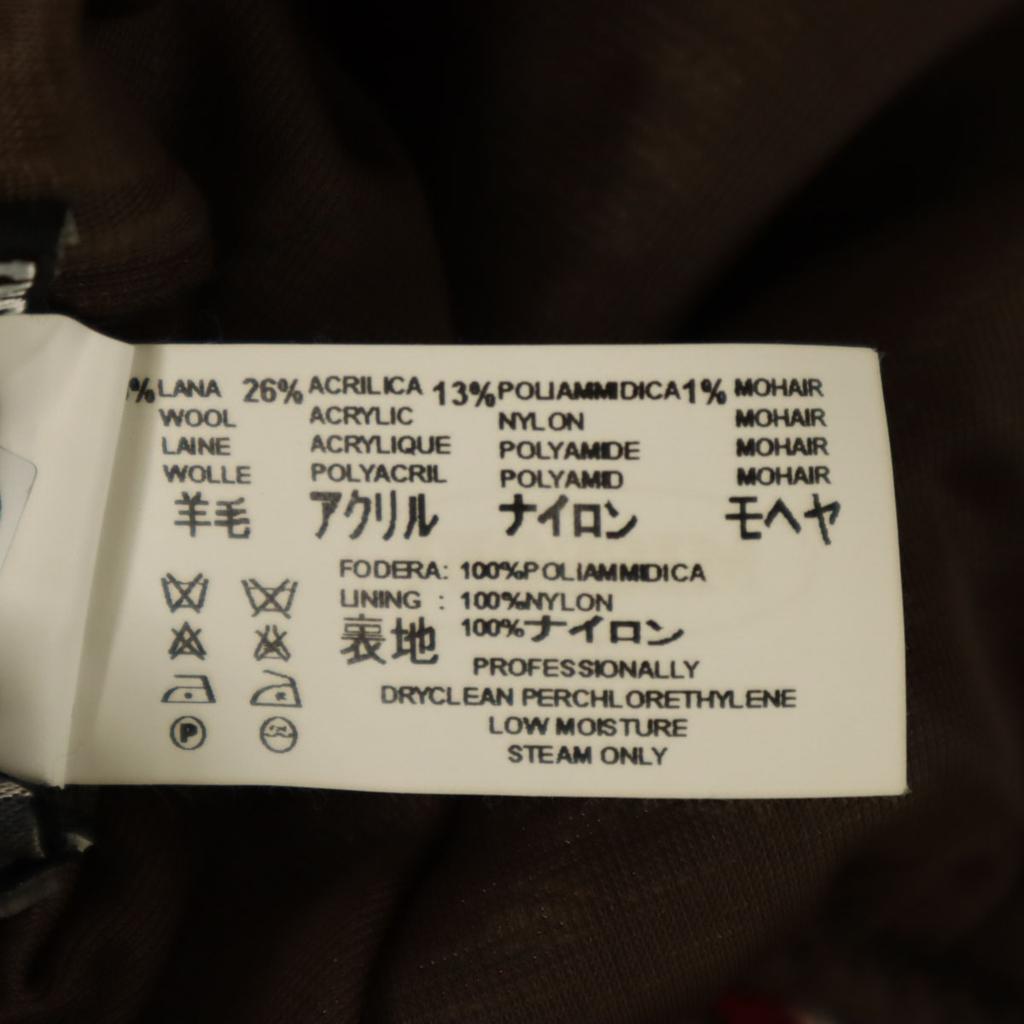 %LANA 26% ACRILICA 13% POLIAMMIDICA 1% MOHAIR
WOOL ACRYLIC NYLON MOHAIR
LAINE ACRYLIQUE POLYAMIDE MOHAIR
WOLLE POLYACRIL POLYAMID MOHAIR
羊毛 アクリル ナイロン モヘヤ
FODERA: 100%POLIAMMIDICA
LINING : 100%NYLON
裏地 100%ナイロン
PROFESSIONALLY
DRYCLEAN PERCHLORETHYLENE
LOW MOISTURE
STEAM ONLY
P